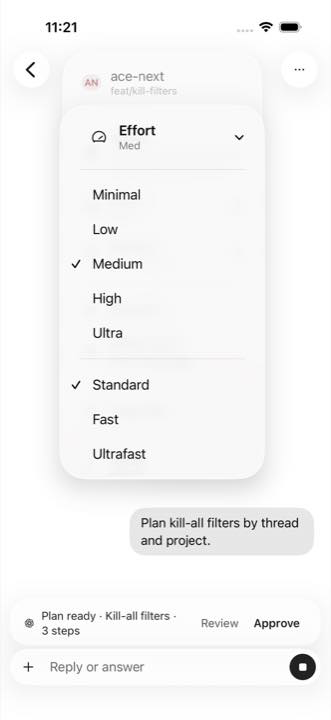 11:21
AN
ace-next
feat/kill-filters
Effort
Med
Minimal
Low
Medium
High
Ultra
Standard
Fast
Ultrafast
Plan kill-all filters by thread
and project.
Plan ready · Kill-all filters ·
3 steps
Review
Approve
Reply or answer